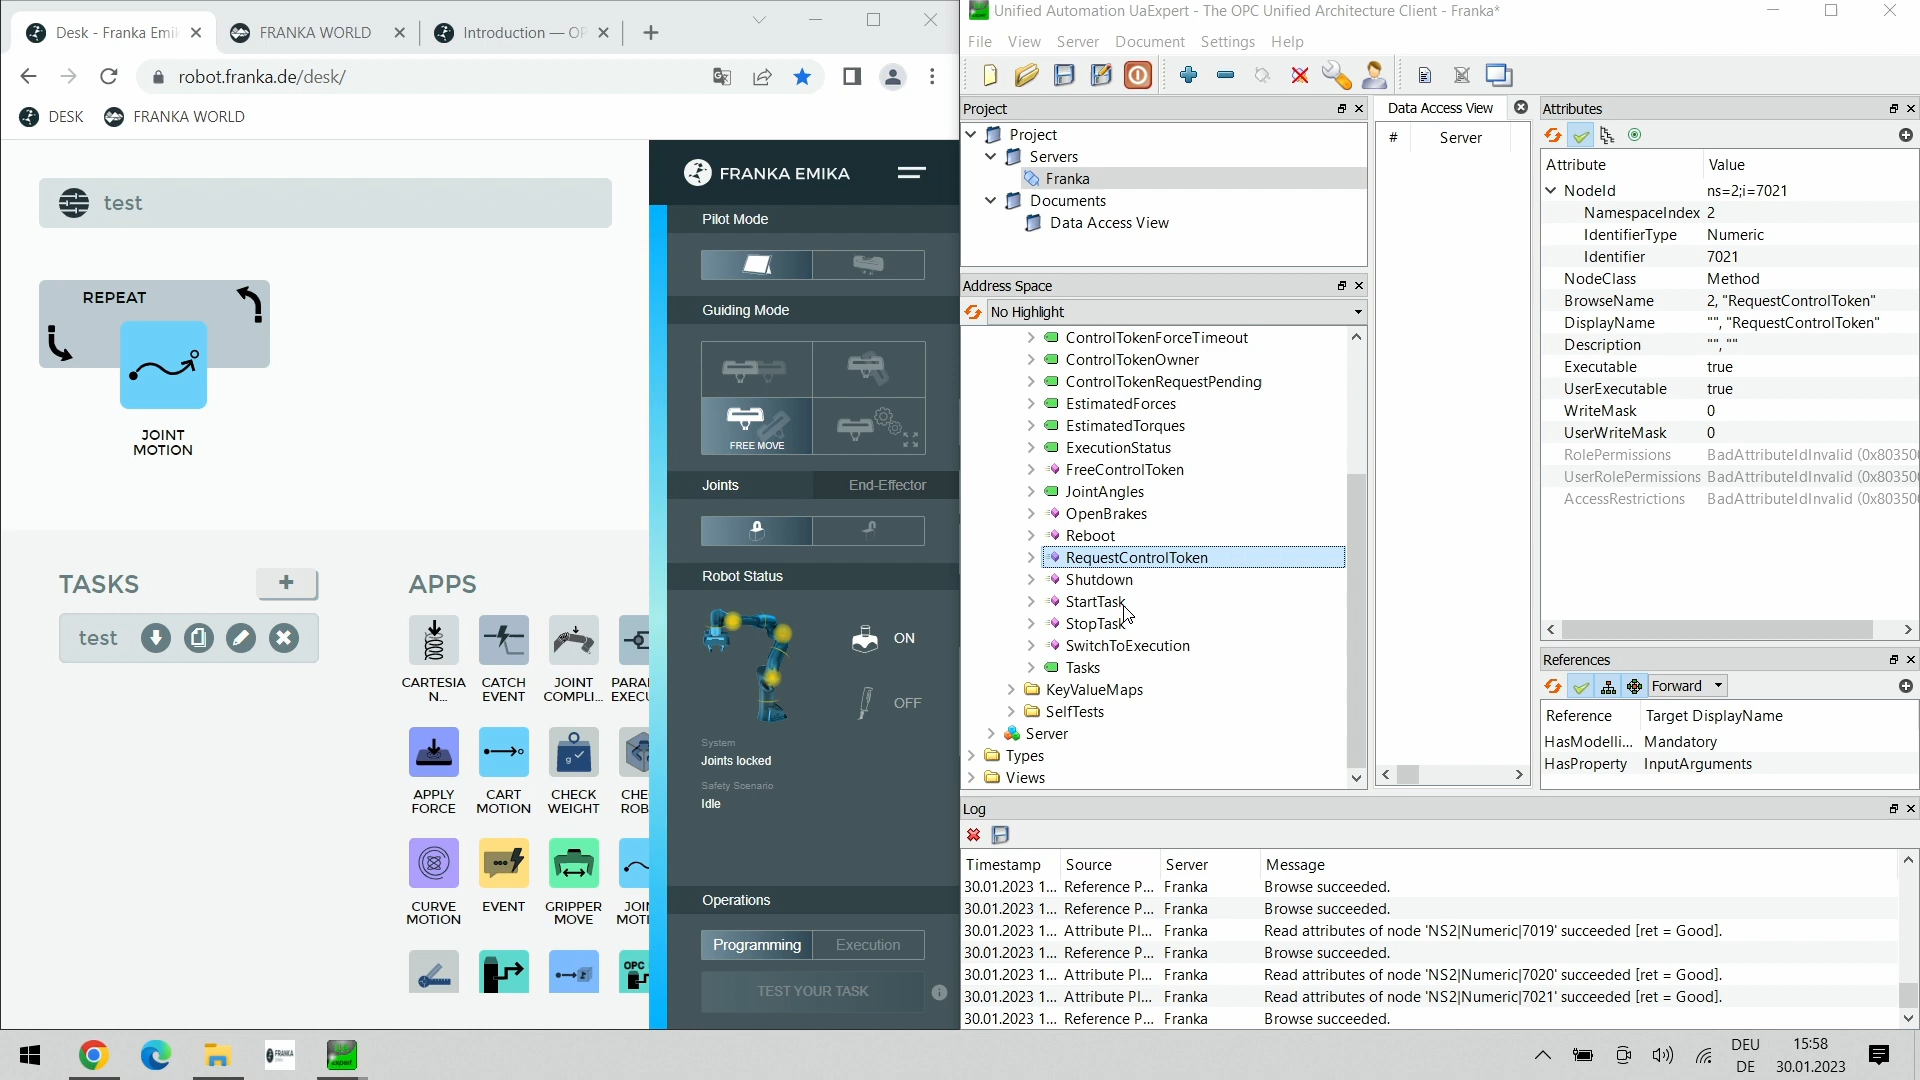 Desk - Franka Emi
FRANKA WORLD
Introduction — OP
robot.franka.de/desk/
DESK
FRANKA WORLD
test
REPEAT
JOINT
MOTION
TASKS
+
test
APPS
CARTESIA
N...
CATCH
EVENT
JOINT
COMPLI...
PARA
EXECU
APPLY
FORCE
CART
MOTION
CHECK
WEIGHT
CHE
ROB
CURVE
MOTION
EVENT
GRIPPER
MOVE
JOI
MOTI
OPC
FRANKA EMIKA
Pilot Mode
Guiding Mode
FREE MOVE
Joints
End-Effector
Robot Status
ON
OFF
System
Joints locked
Safety Scenario
Idle
Operations
Programming
Execution
TEST YOUR TASK
Unified Automation UaExpert - The OPC Unified Architecture Client - Franka*
File View Server Document Settings Help
Project
Project
Servers
Franka
Documents
Data Access View
Address Space
No Highlight
ControlTokenForceTimeout
ControlTokenOwner
ControlTokenRequestPending
EstimatedForces
EstimatedTorques
ExecutionStatus
FreeControlToken
JointAngles
OpenBrakes
Reboot
RequestControlToken
Shutdown
StartTask
StopTask
SwitchToExecution
Tasks
KeyValueMaps
SelfTests
Server
Types
Views
Data Access View
# Server
Attributes
Attribute Value
NodeId ns=2;i=7021
NamespaceIndex 2
IdentifierType Numeric
Identifier 7021
NodeClass Method
BrowseName 2, "RequestControlToken"
DisplayName "", "RequestControlToken"
Description "", ""
Executable true
UserExecutable true
WriteMask 0
UserWriteMask 0
RolePermissions BadAttributeIdInvalid (0x80350
UserRolePermissions BadAttributeIdInvalid (0x80350
AccessRestrictions BadAttributeIdInvalid (0x80350
References
Forward
Reference Target DisplayName
HasModelli... Mandatory
HasProperty InputArguments
Log
Timestamp Source Server Message
30.01.2023 1... Reference P... Franka Browse succeeded.
30.01.2023 1... Reference P... Franka Browse succeeded.
30.01.2023 1... Attribute Pl... Franka Read attributes of node 'NS2|Numeric|7019' succeeded [ret = Good].
30.01.2023 1... Reference P... Franka Browse succeeded.
30.01.2023 1... Attribute Pl... Franka Read attributes of node 'NS2|Numeric|7020' succeeded [ret = Good].
30.01.2023 1... Attribute Pl... Franka Read attributes of node 'NS2|Numeric|7021' succeeded [ret = Good].
30.01.2023 1... Reference P... Franka Browse succeeded.
FRANKA
expert
DEU
DE
15:58
30.01.2023